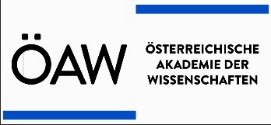 ÖAW
ÖSTERREICHISCHE
AKADEMIE DER
WISSENSCHAFTEN